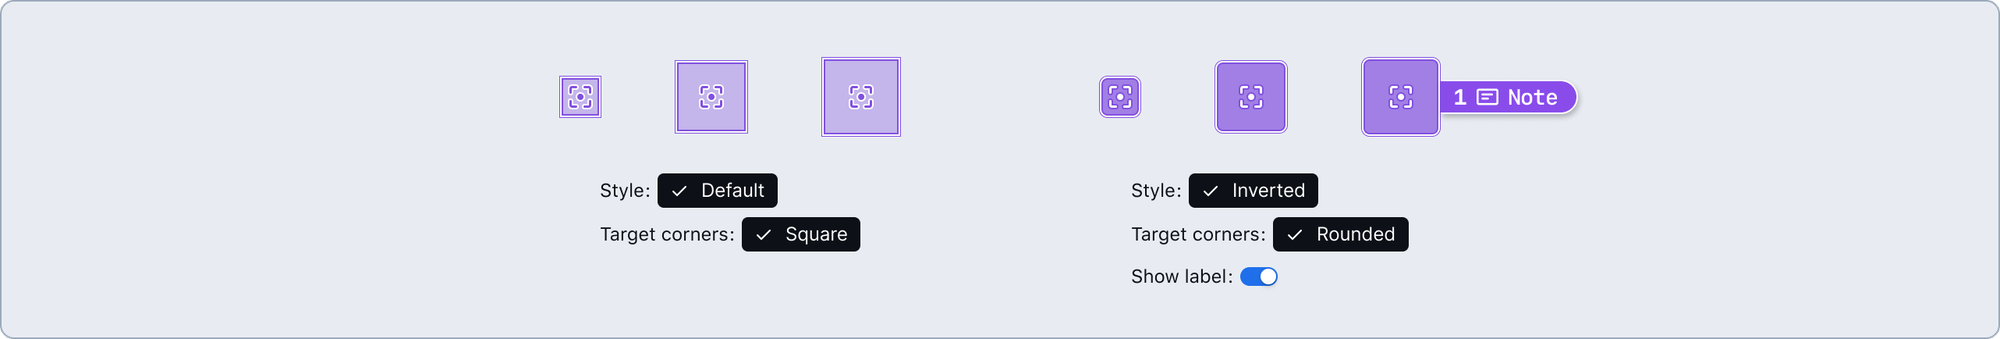 1 Note
Style: Default
Target corners: Square
Style: Inverted
Target corners: Rounded
Show label: